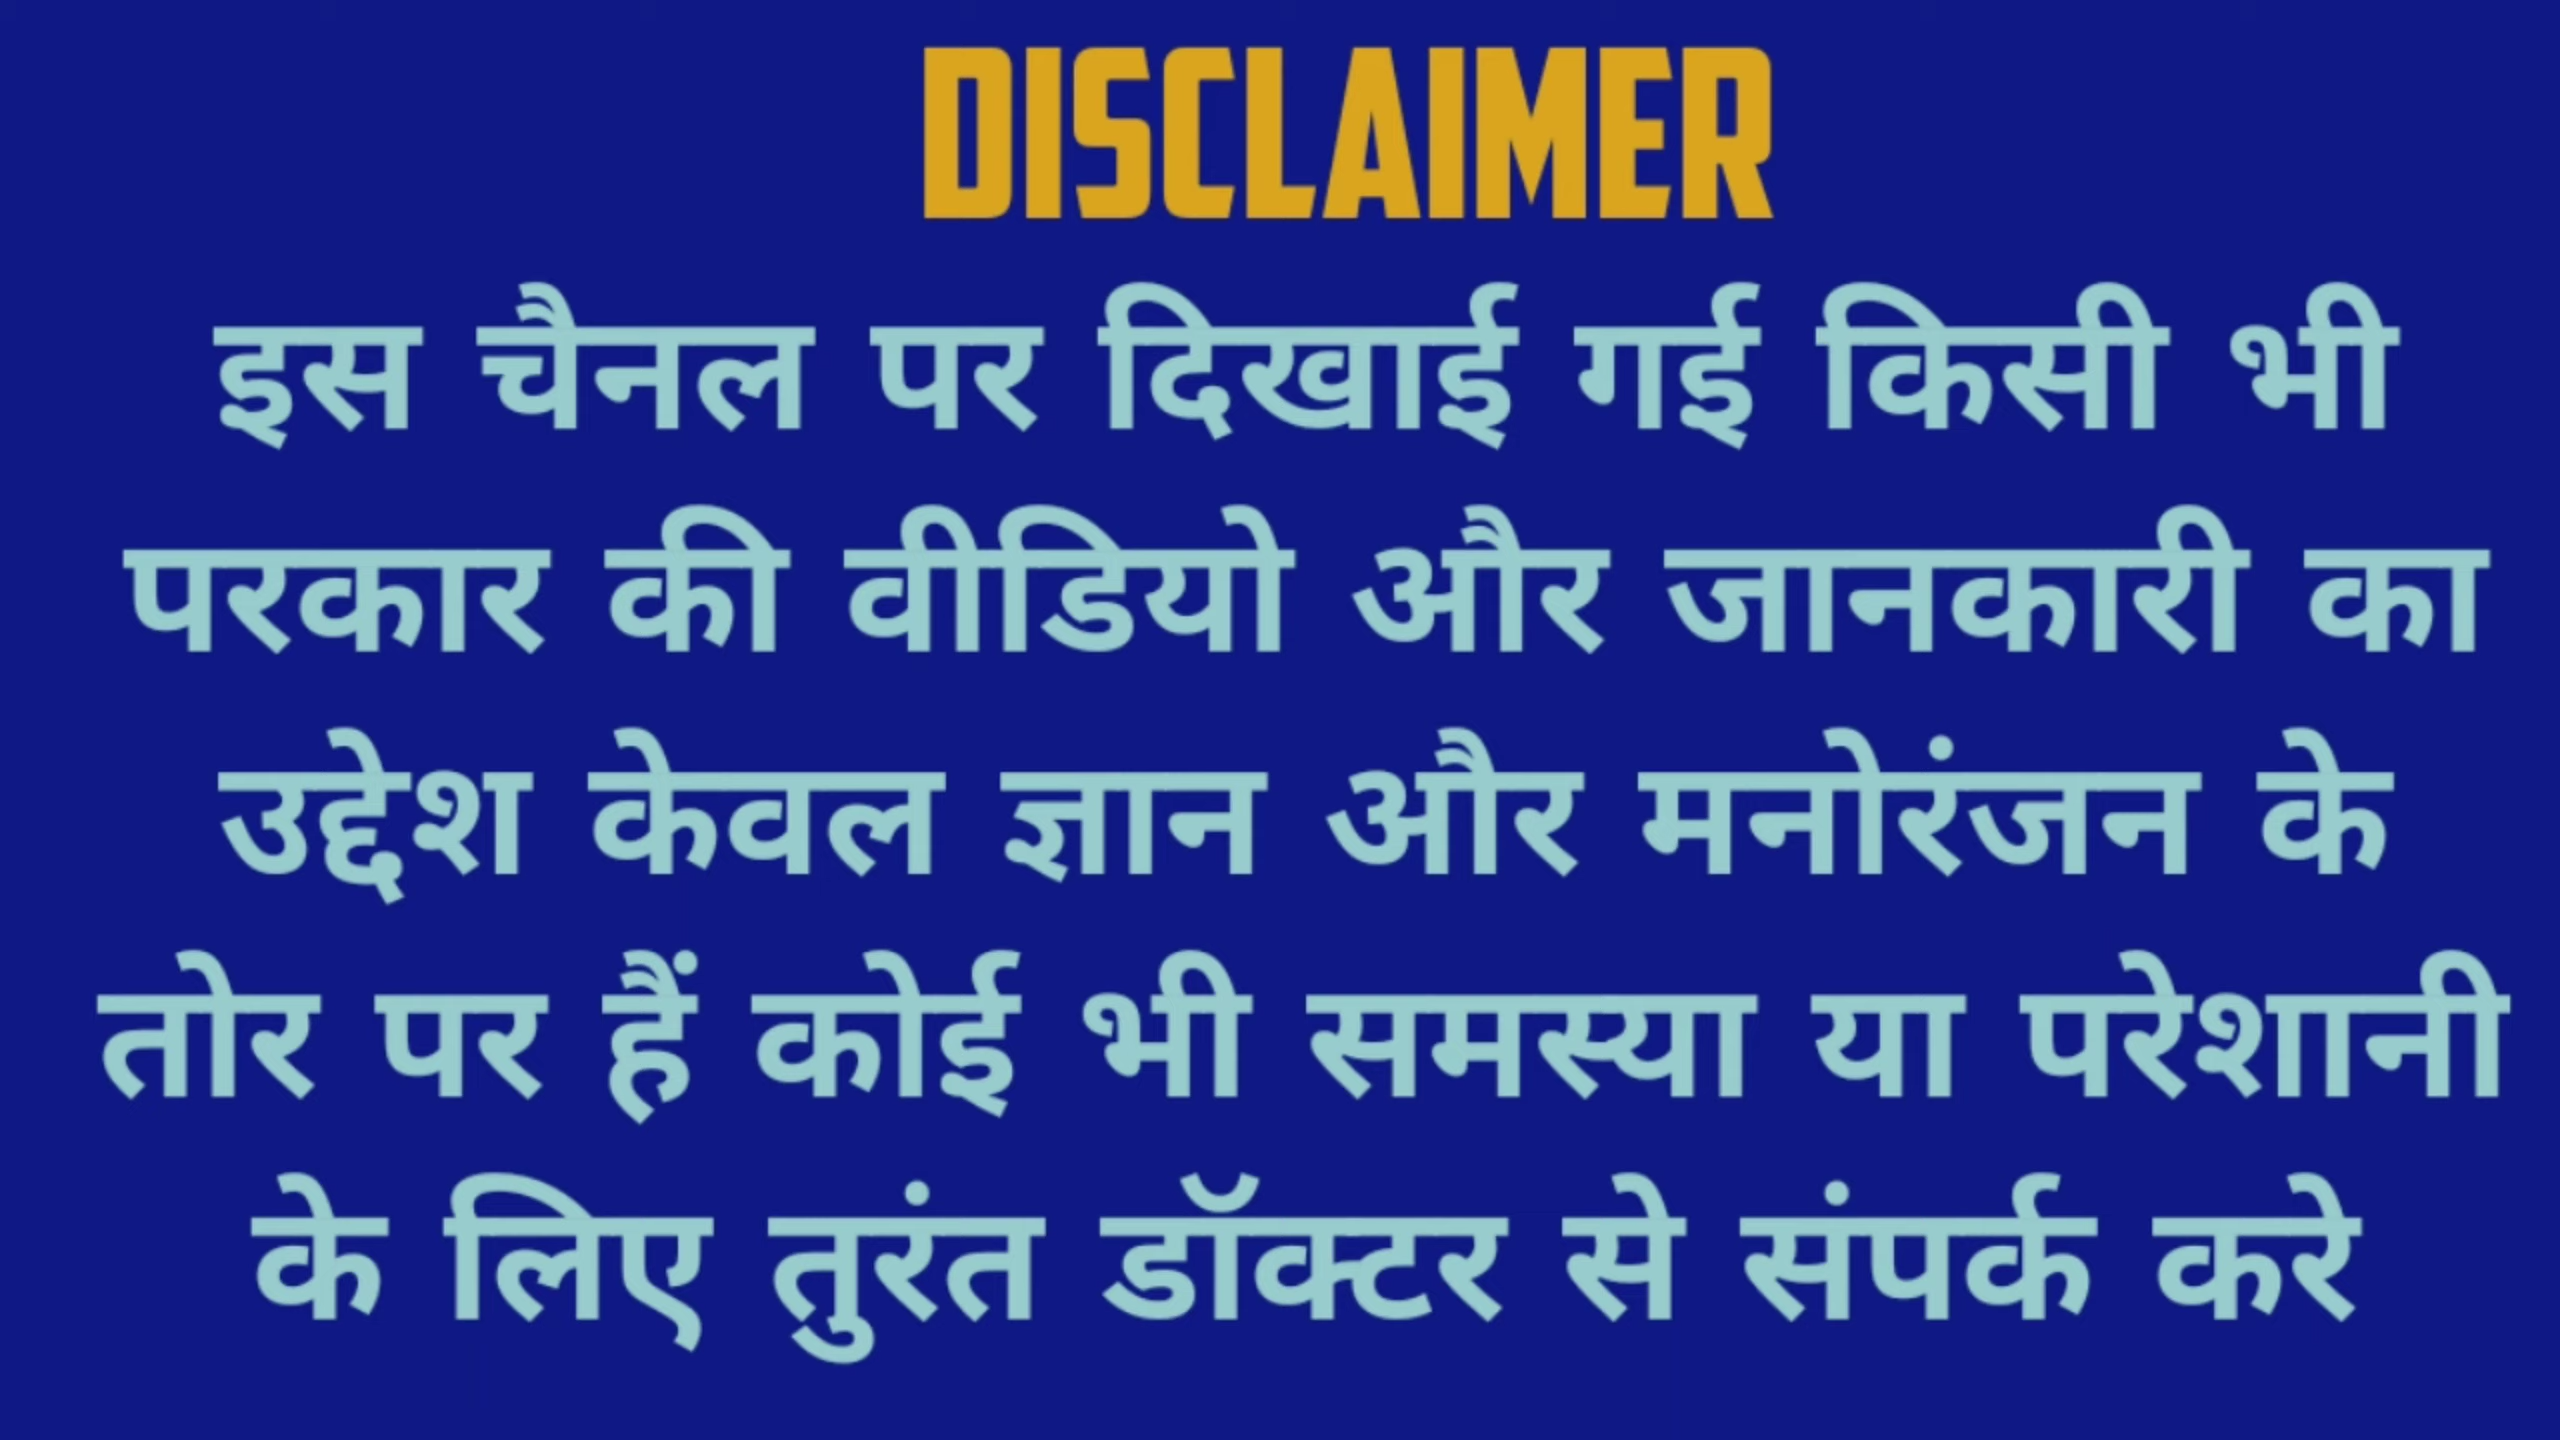 DISCLAIMER
इस चैनल पर दिखाई गई किसी भी
परकार की वीडियो और जानकारी का
उद्देश केवल ज्ञान और मनोरंजन के
तोर पर हैं कोई भी समस्या या परेशानी
के लिए तुरंत डॉक्टर से संपर्क करे